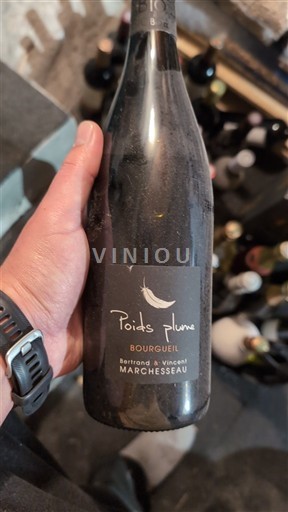 VINIOU
Poids plume
BOURGUEIL
Bertrand & Vincent
MARCHESSEAU